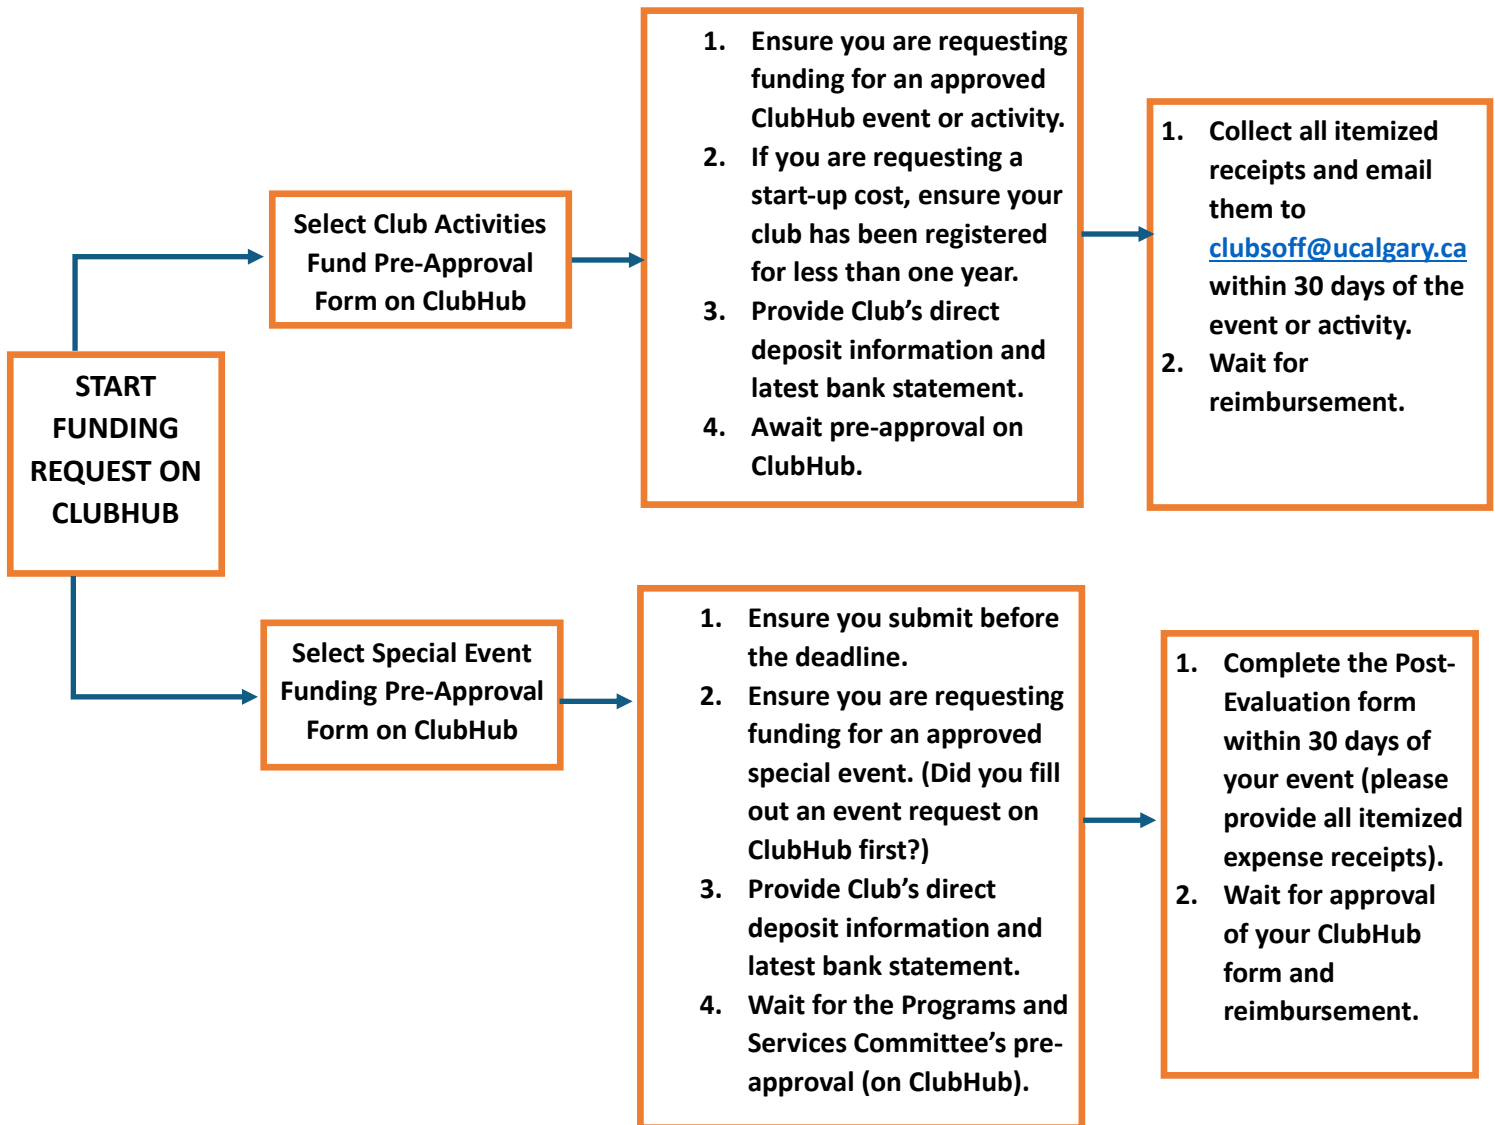 START
FUNDING
REQUEST ON
CLUBHUB
Select Club Activities
Fund Pre-Approval
Form on ClubHub
1. Ensure you are requesting
funding for an approved
ClubHub event or activity.
2. If you are requesting a
start-up cost, ensure your
club has been registered
for less than one year.
3. Provide Club’s direct
deposit information and
latest bank statement.
4. Await pre-approval on
ClubHub.
1. Collect all itemized
receipts and email
them to
clubsoff@ucalgary.ca
within 30 days of the
event or activity.
2. Wait for
reimbursement.
Select Special Event
Funding Pre-Approval
Form on ClubHub
1. Ensure you submit before
the deadline.
2. Ensure you are requesting
funding for an approved
special event. (Did you fill
out an event request on
ClubHub first?)
3. Provide Club’s direct
deposit information and
latest bank statement.
4. Wait for the Programs and
Services Committee’s pre-
approval (on ClubHub).
1. Complete the Post-
Evaluation form
within 30 days of
your event (please
provide all itemized
expense receipts).
2. Wait for approval
of your ClubHub
form and
reimbursement.